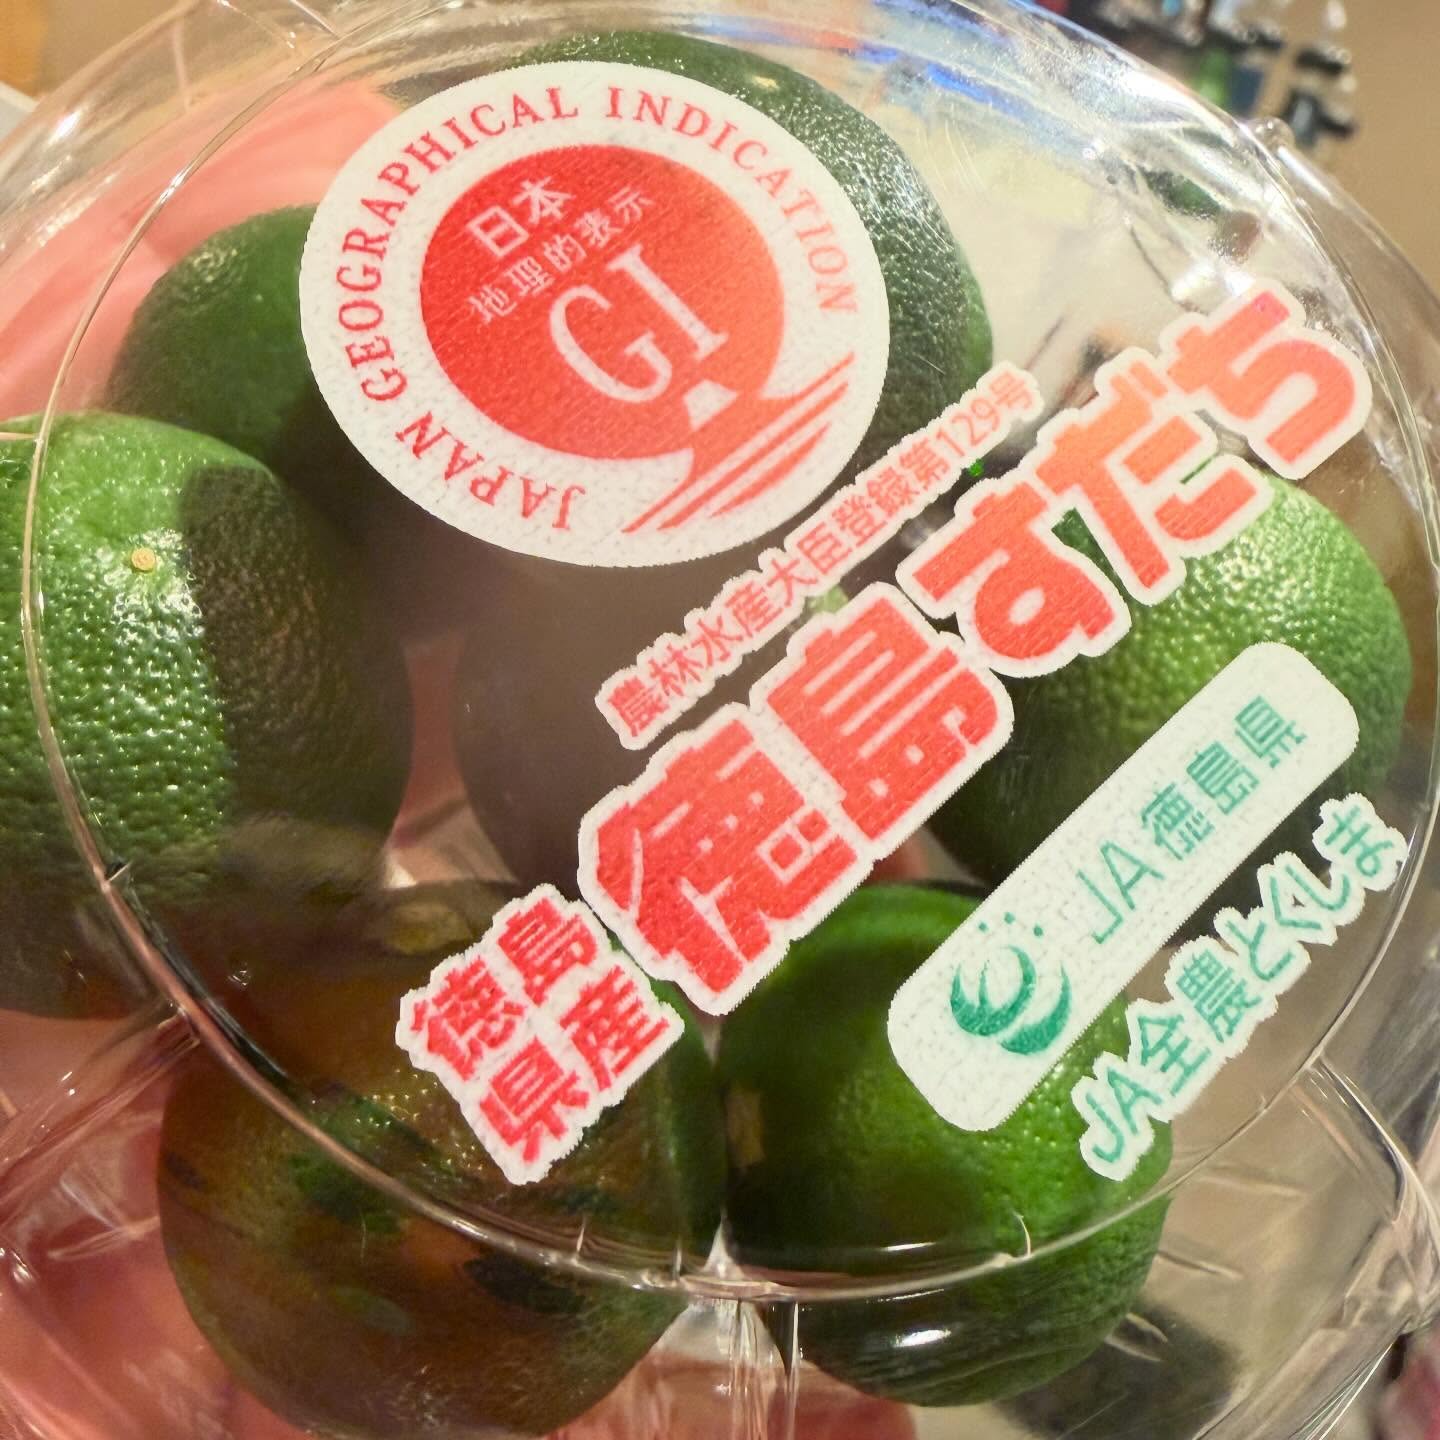 JAPAN GEOGRAPHICAL INDICATION
日本
地理的表示
GI
農林水産大臣登録第129号
徳島すだち
徳島
県産
JA徳島県
JA全農とくしま